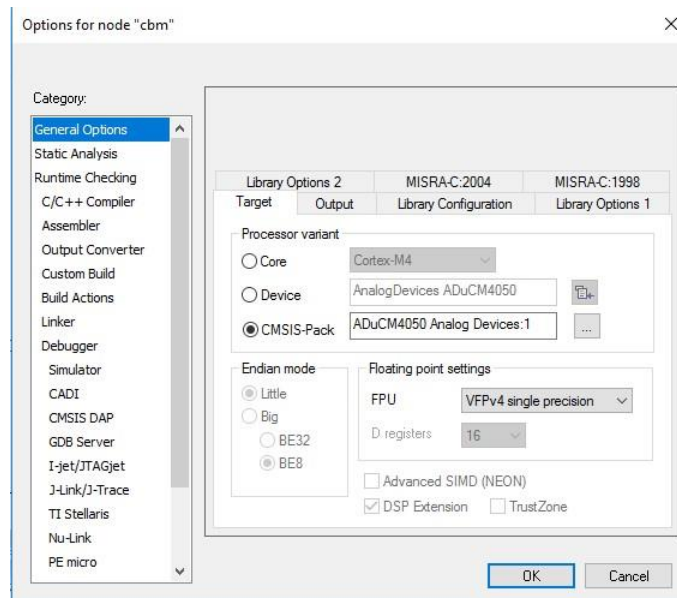 Options for node "cbm"
Category:
General Options
Static Analysis
Runtime Checking
C/C++ Compiler
Assembler
Output Converter
Custom Build
Build Actions
Linker
Debugger
Simulator
CADI
CMSIS DAP
GDB Server
I-jet/JTAGjet
J-Link/J-Trace
TI Stellaris
Nu-Link
PE micro
Library Options 2 MISRA-C:2004 MISRA-C:1998
Target Output Library Configuration Library Options 1
Processor variant
Core Cortex-M4
Device AnalogDevices ADuCM4050
CMSIS-Pack ADuCM4050 Analog Devices:1 ...
Endian mode
Little
Big
BE32
BE8
Floating point settings
FPU VFPv4 single precision
D registers 16
Advanced SIMD (NEON)
DSP Extension TrustZone
OK Cancel